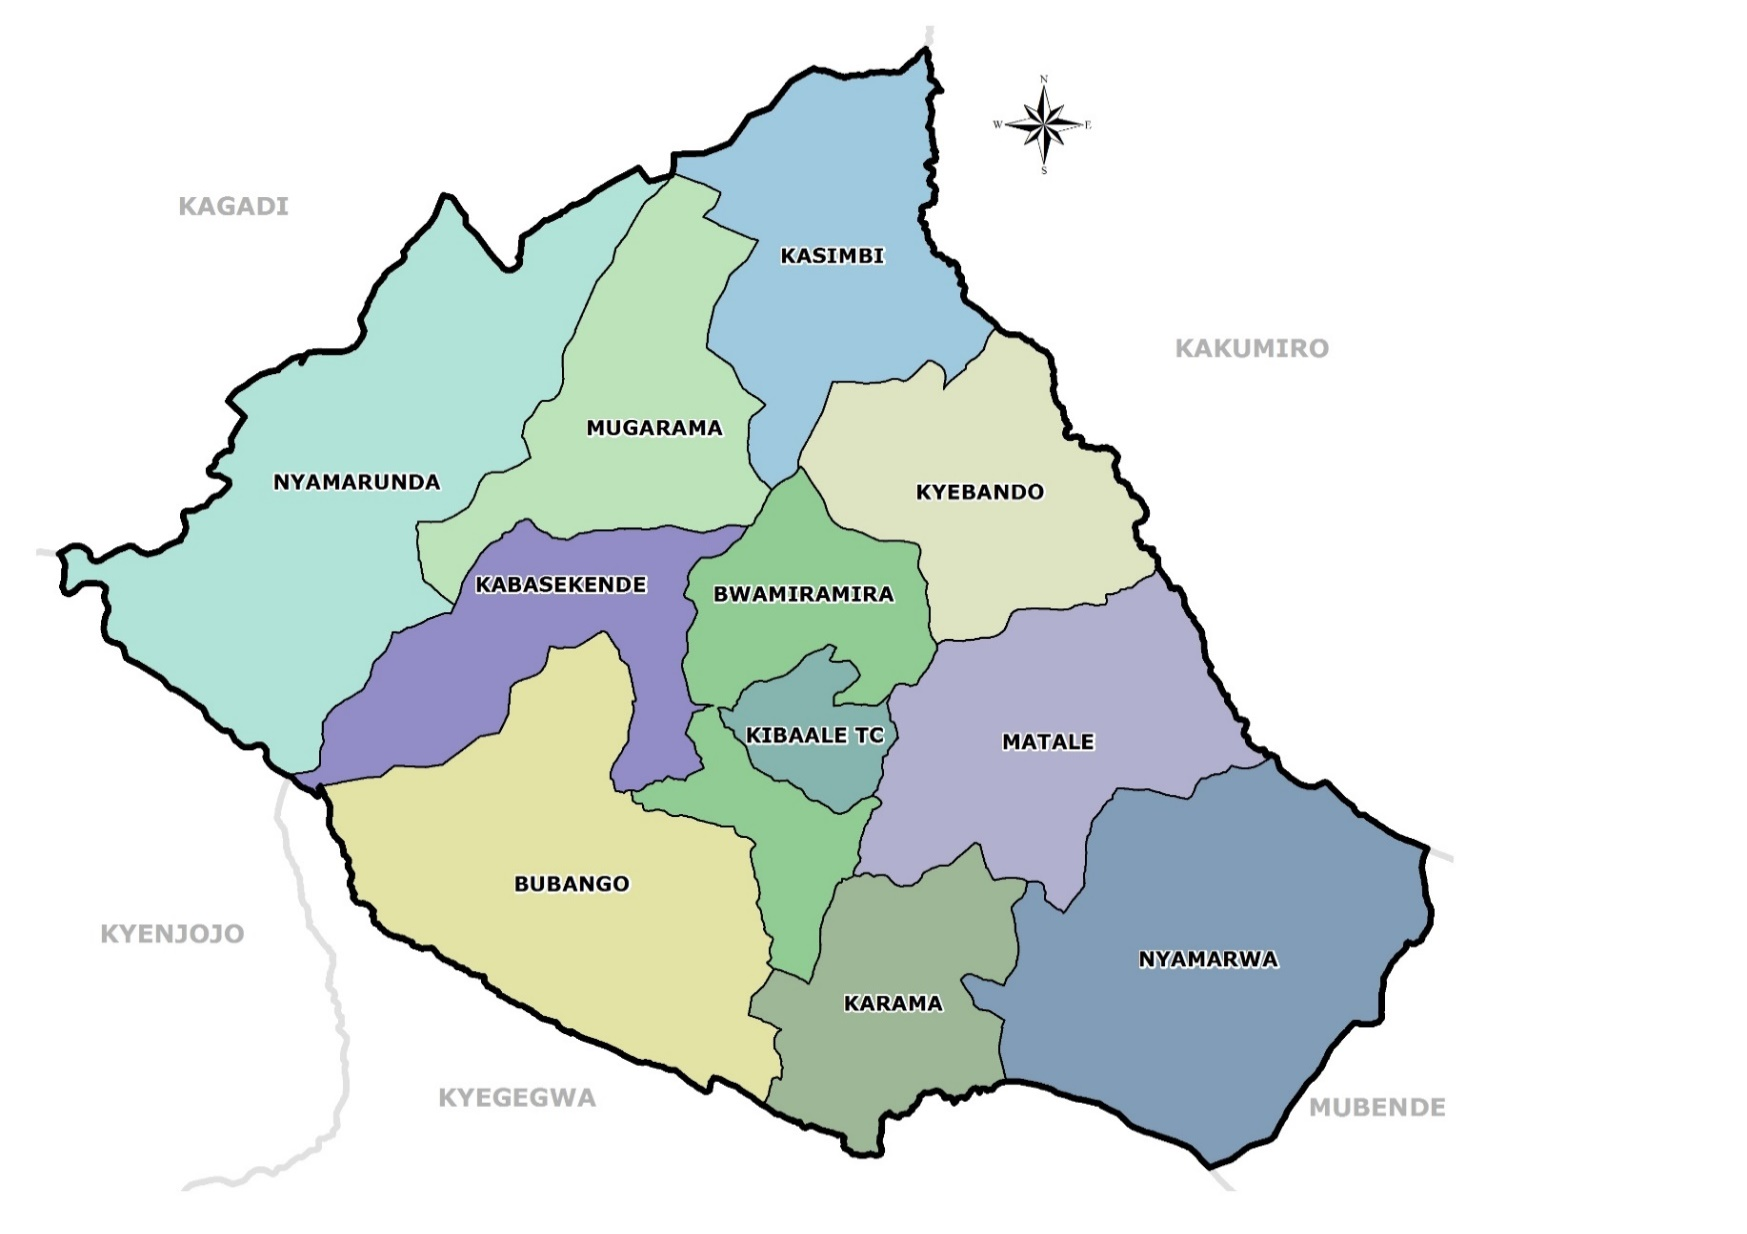 N
W E
S
KAGADI
KASIMBI
KAKUMIRO
MUGARAMA
NYAMARUNDA
KYEBANDO
KABASEKENDE
BWAMIRAMIRA
KIBAALE TC
MATALE
BUBANGO
KYENJOJO
NYAMARWA
KARAMA
KYEGEGWA
MUBENDE